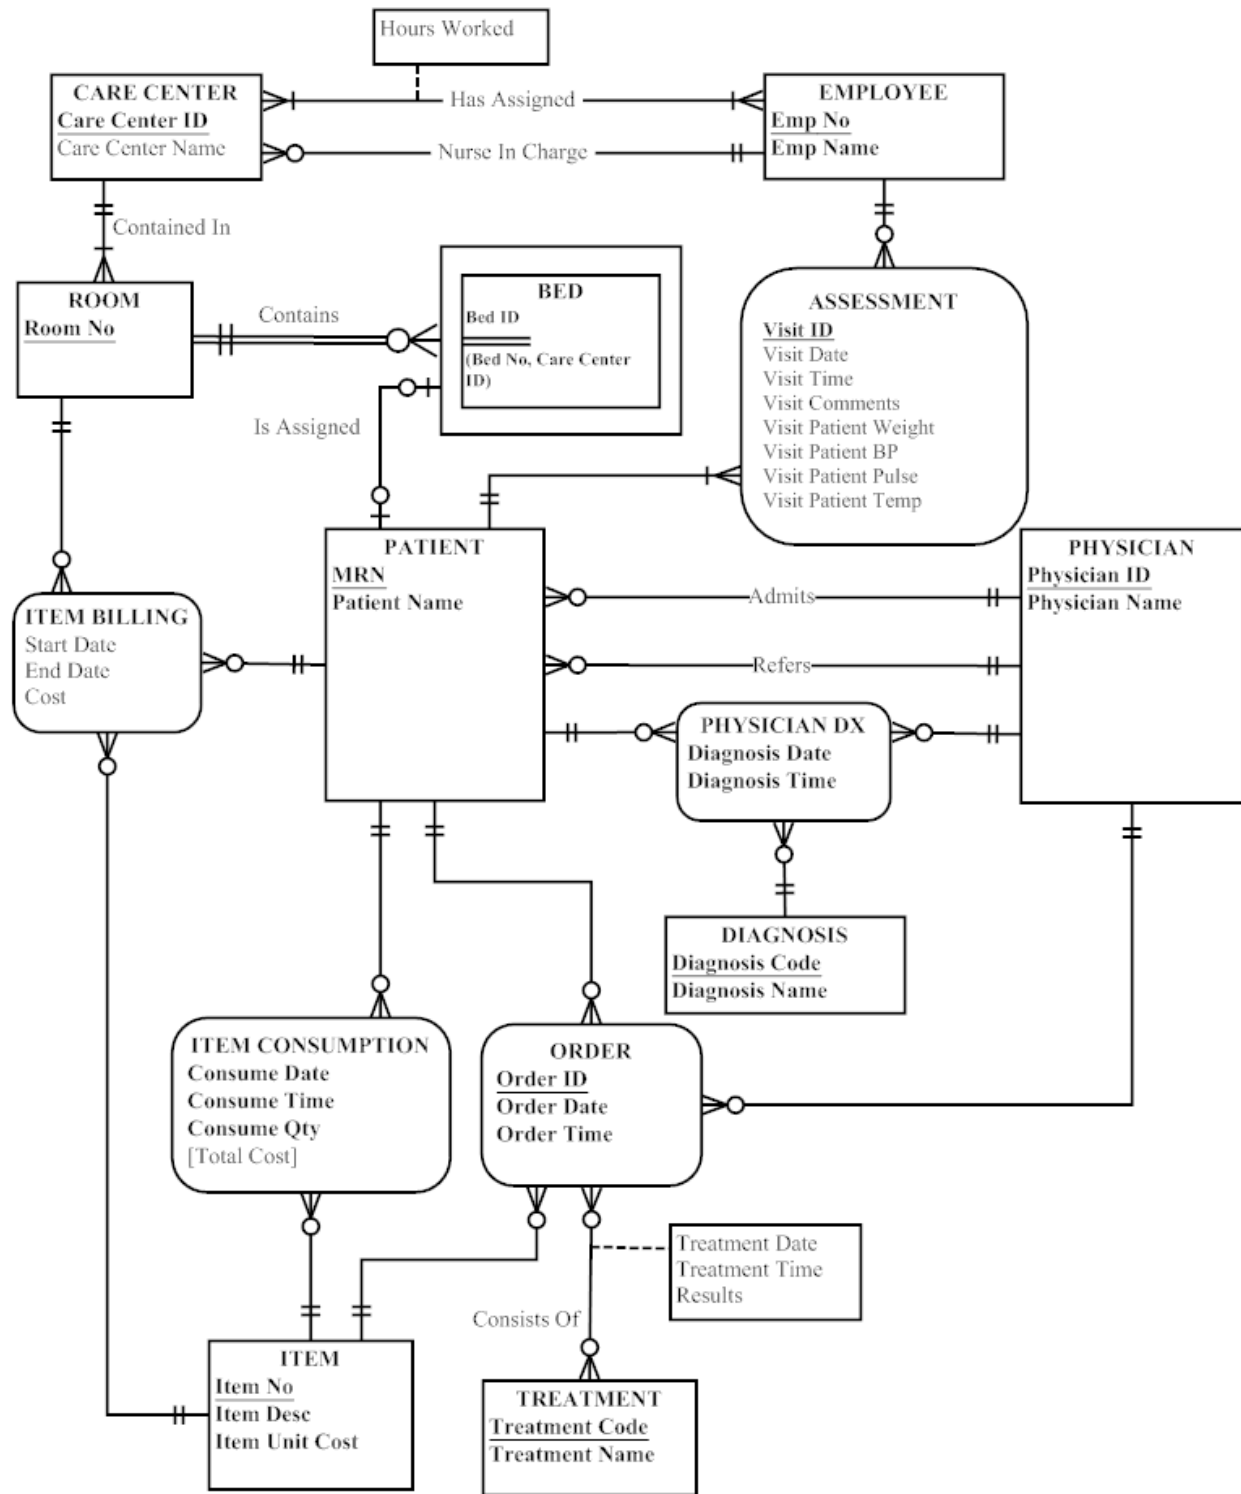 Hours Worked
CARE CENTER
Care Center ID
Care Center Name
Has Assigned
Nurse In Charge
EMPLOYEE
Emp No
Emp Name
Contained In
ROOM
Room No
Contains
BED
Bed ID
(Bed No, Care Center
ID)
Is Assigned
ASSESSMENT
Visit ID
Visit Date
Visit Time
Visit Comments
Visit Patient Weight
Visit Patient BP
Visit Patient Pulse
Visit Patient Temp
PATIENT
MRN
Patient Name
Admits
Refers
PHYSICIAN
Physician ID
Physician Name
ITEM BILLING
Start Date
End Date
Cost
PHYSICIAN DX
Diagnosis Date
Diagnosis Time
DIAGNOSIS
Diagnosis Code
Diagnosis Name
ITEM CONSUMPTION
Consume Date
Consume Time
Consume Qty
[Total Cost]
ORDER
Order ID
Order Date
Order Time
Treatment Date
Treatment Time
Results
Consists Of
ITEM
Item No
Item Desc
Item Unit Cost
TREATMENT
Treatment Code
Treatment Name